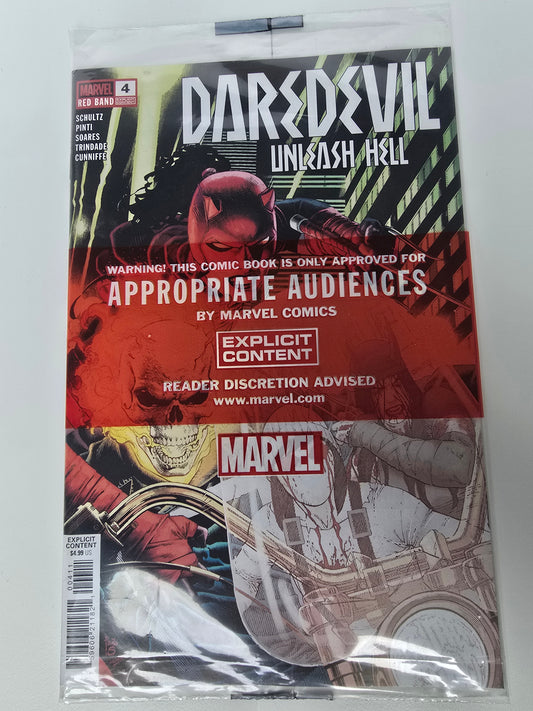 MARVEL
RED BAND
4
SCHULTZ
PINTI
SOARES
TRINDADE
CUNNIFFE
DAREDEVIL
UNLEASH HELL
WARNING! THIS COMIC BOOK IS ONLY APPROVED FOR
APPROPRIATE AUDIENCES
BY MARVEL COMICS
EXPLICIT
CONTENT
READER DISCRETION ADVISED
www.marvel.com
MARVEL
EXPLICIT
CONTENT
$4.99 US
00411